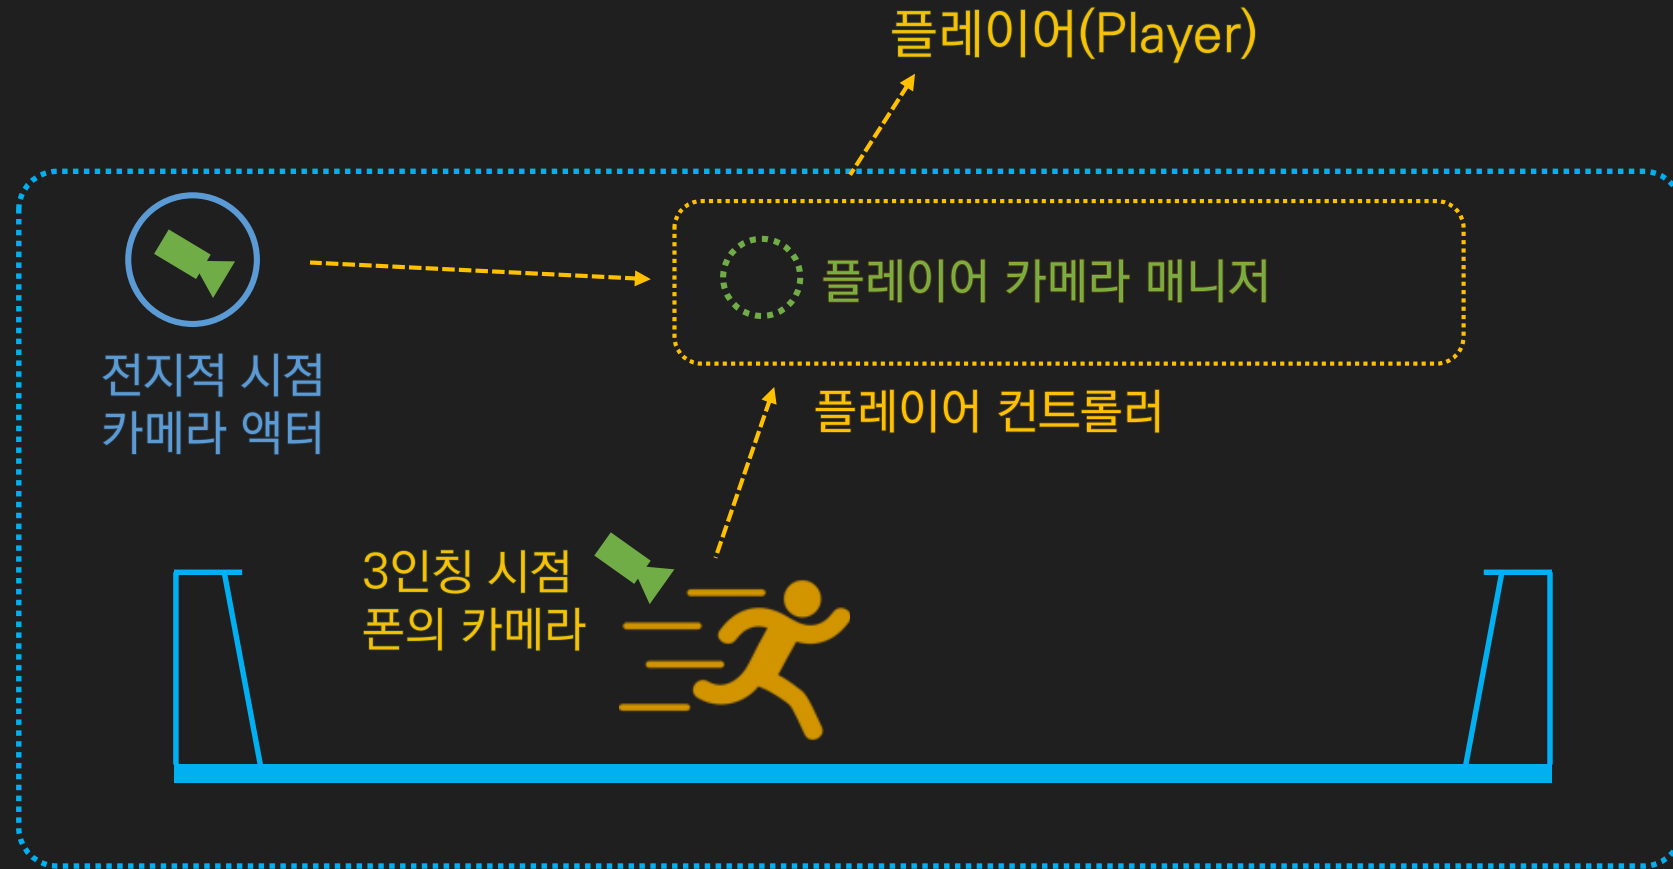 플레이어(Player)
플레이어 카메라 매니저
전지적 시점
카메라 액터
플레이어 컨트롤러
3인칭 시점
폰의 카메라